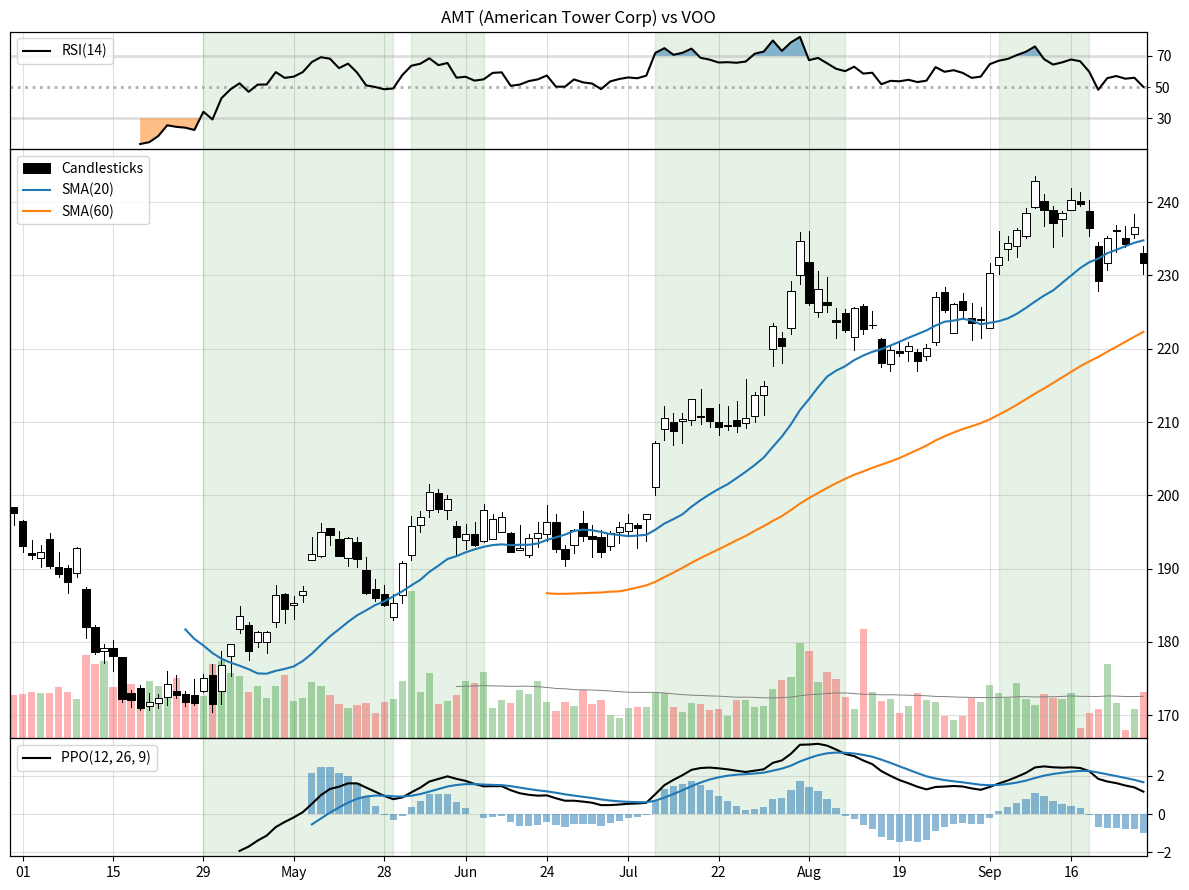 AMT (American Tower Corp) vs VOO
RSI(14)
70
50
30
Candlesticks
SMA(20)
SMA(60)
240
230
220
210
200
190
180
170
PPO(12, 26, 9)
2
0
−2
01 15 29 May 28 Jun 24 Jul 22 Aug 19 Sep 16